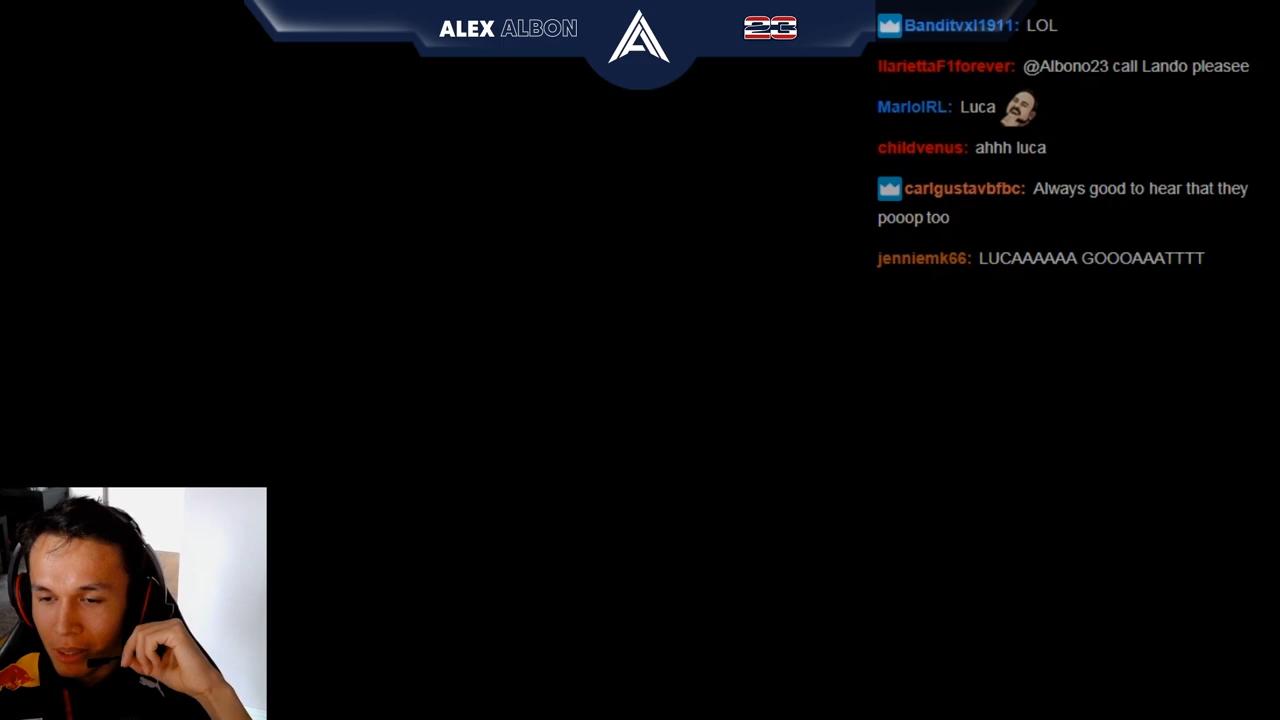 ALEX ALBON
23
Banditvxl1911: LOL
IlariettaF1forever: @Albono23 call Lando pleasee
MarlolRL: Luca
childvenus: ahhh luca
carlgustavbfbc: Always good to hear that they
pooop too
jenniemk66: LUCAAAAAA GOOOAAATTTT